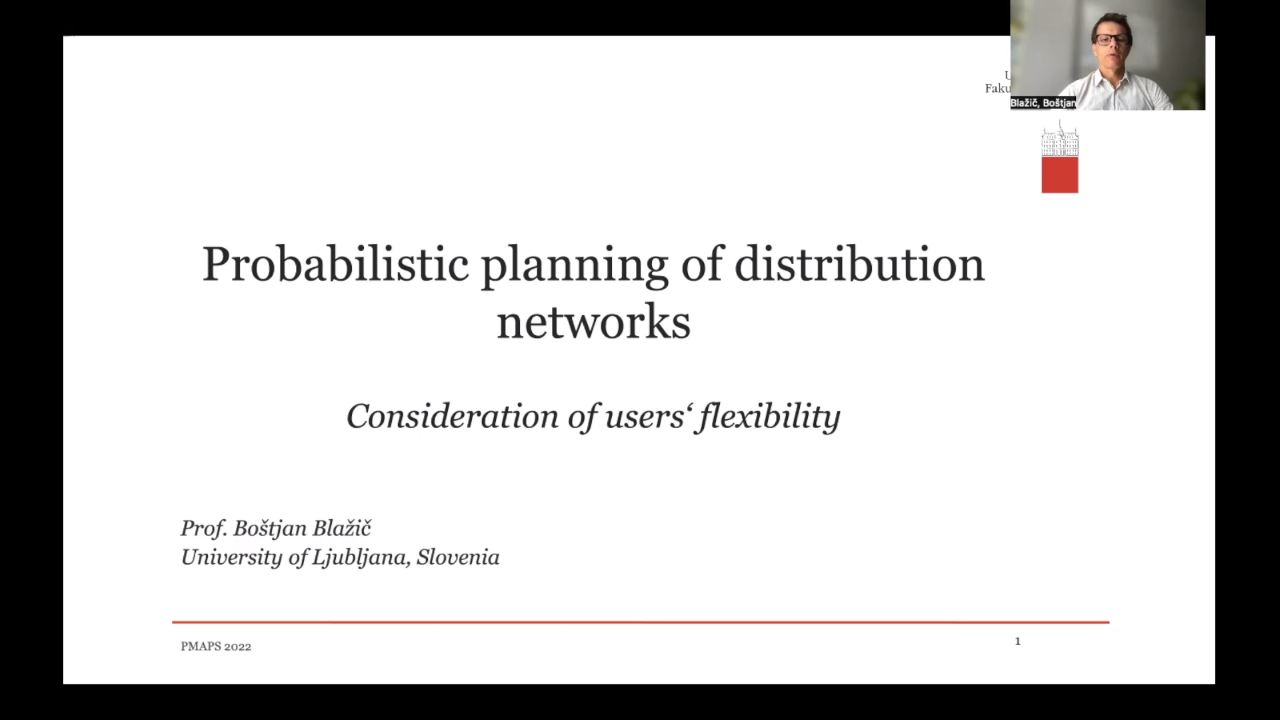 Faku
Blažič, Boštjan
Probabilistic planning of distribution
networks
Consideration of users‘ flexibility
Prof. Boštjan Blažič
University of Ljubljana, Slovenia
PMAPS 2022
1